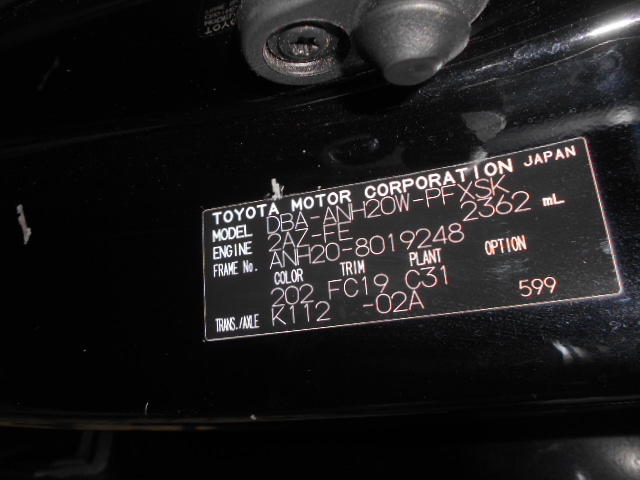 TOYOTA
TOYOTA MOTOR CORPORATION JAPAN
MODEL DBA-ANH20W-PFXSK
ENGINE 2AZ-FE 2362 mL
FRAME No. ANH20-8019248
COLOR TRIM PLANT OPTION
202 FC19 C31
TRANS./AXLE K112 -02A 599